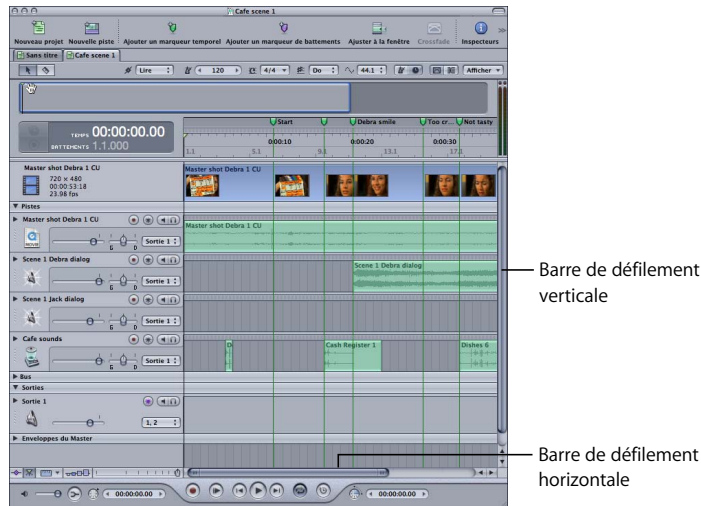 Cafe scene 1
Nouveau projet Nouvelle piste Ajouter un marqueur temporel Ajouter un marqueur de battements Ajuster à la fenêtre Crossfade Inspecteurs
Sans titre Cafe scene 1
Lire 120 4/4 Do 44.1 Afficher
Start Debra smile Too cr... Not tasty
TEMPS 00:00:00.00
BATTEMENTS 1.1.000
0:00:10 0:00:20 0:00:30
1.1 5.1 9.1 13.1 17.1
Master shot Debra 1 CU
720 × 480
00:00:53:18
23.98 fps
Master shot Debra 1 CU
Pistes
Master shot Debra 1 CU
G D Sortie 1
Master shot Debra 1 CU
Scene 1 Debra dialog
G D Sortie 1
Scene 1 Debra dialog
Scene 1 Jack dialog
G D Sortie 1
Cafe sounds
G D Sortie 1
D Cash Register 1 Dishes 6
Bus
Sorties
Sortie 1
1, 2
Enveloppes du Master
00:00:00.00 00:00:00.00
Barre de défilement
verticale
Barre de défilement
horizontale